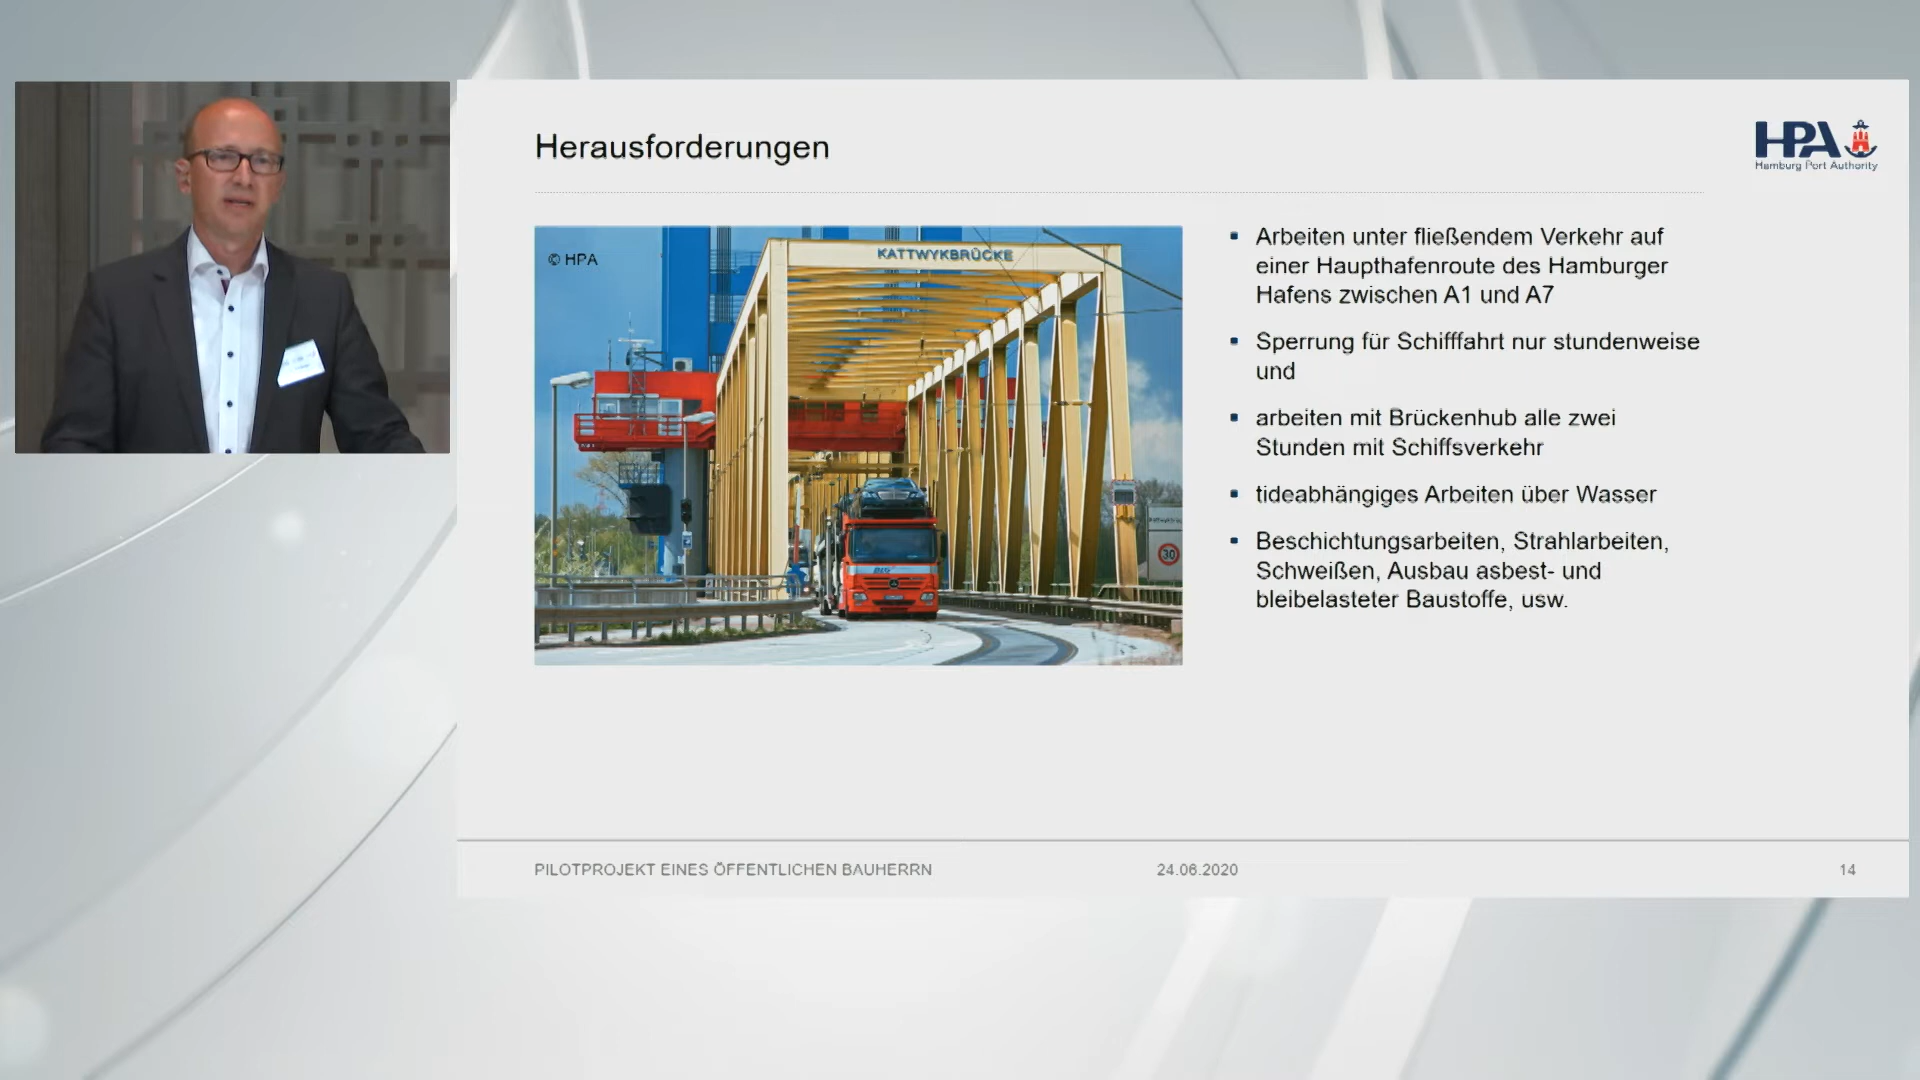 Herausforderungen
HPA
Hamburg Port Authority
© HPA
KATTWYKBRÜCKE
30
Arbeiten unter fließendem Verkehr auf
einer Haupthafenroute des Hamburger
Hafens zwischen A1 und A7
Sperrung für Schifffahrt nur stundenweise
und
arbeiten mit Brückenhub alle zwei
Stunden mit Schiffsverkehr
tideabhängiges Arbeiten über Wasser
Beschichtungsarbeiten, Strahlarbeiten,
Schweißen, Ausbau asbest- und
bleibelasteter Baustoffe, usw.
PILOTPROJEKT EINES ÖFFENTLICHEN BAUHERRN
24.06.2020
14